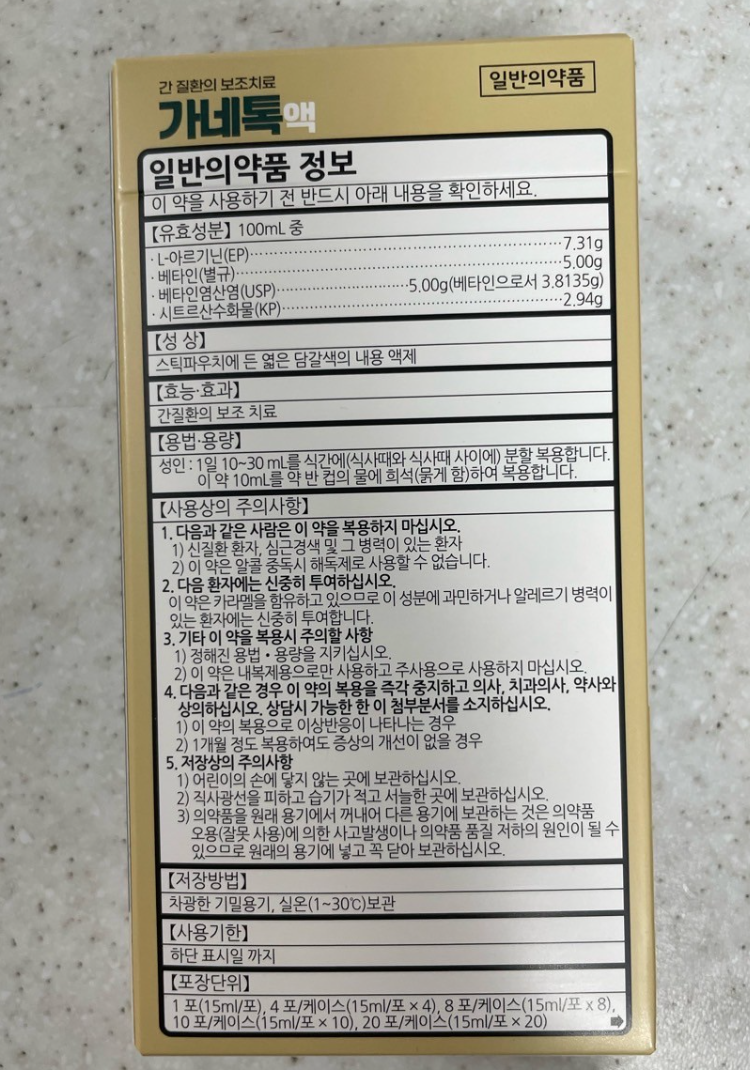 간 질환의 보조치료
일반의약품
가네톡액
일반의약품 정보
이 약을 사용하기 전 반드시 아래 내용을 확인하세요.
【유효성분】 100mL 중
· L-아르기닌(EP)········7.31g
· 베타인(별규)········5.00g
· 베타인염산염(USP)········5.00g(베타인으로서 3.8135g)
· 시트르산수화물(KP)········2.94g
【성 상】
스틱파우치에 든 엷은 담갈색의 내용 액제
【효능·효과】
간질환의 보조 치료
【용법·용량】
성인 : 1일 10~30 mL를 식간에(식사때와 식사때 사이에) 분할 복용합니다.
이 약 10mL를 약 반 컵의 물에 희석(묽게 함)하여 복용합니다.
【사용상의 주의사항】
1. 다음과 같은 사람은 이 약을 복용하지 마십시오.
1) 신질환 환자, 심근경색 및 그 병력이 있는 환자
2) 이 약은 알콜 중독시 해독제로 사용할 수 없습니다.
2. 다음 환자에는 신중히 투여하십시오.
이 약은 카라멜을 함유하고 있으므로 이 성분에 과민하거나 알레르기 병력이
있는 환자에는 신중히 투여합니다.
3. 기타 이 약을 복용시 주의할 사항
1) 정해진 용법·용량을 지키십시오.
2) 이 약은 내복제용으로만 사용하고 주사용으로 사용하지 마십시오.
4. 다음과 같은 경우 이 약의 복용을 즉각 중지하고 의사, 치과의사, 약사와
상의하십시오. 상담시 가능한 한 이 첨부분서를 소지하십시오.
1) 이 약의 복용으로 이상반응이 나타나는 경우
2) 1개월 정도 복용하여도 증상의 개선이 없을 경우
5. 저장상의 주의사항
1) 어린이의 손에 닿지 않는 곳에 보관하십시오.
2) 직사광선을 피하고 습기가 적고 서늘한 곳에 보관하십시오.
3) 의약품을 원래 용기에서 꺼내어 다른 용기에 보관하는 것은 의약품
오용(잘못 사용)에 의한 사고발생이나 의약품 품질 저하의 원인이 될 수
있으므로 원래의 용기에 넣고 꼭 닫아 보관하십시오.
【저장방법】
차광한 기밀용기, 실온(1~30℃)보관
【사용기한】
하단 표시일 까지
【포장단위】
1 포(15ml/포), 4 포/케이스(15ml/포 × 4), 8 포/케이스(15ml/포 x 8),
10 포/케이스(15ml/포 × 10), 20 포/케이스(15ml/포 × 20)